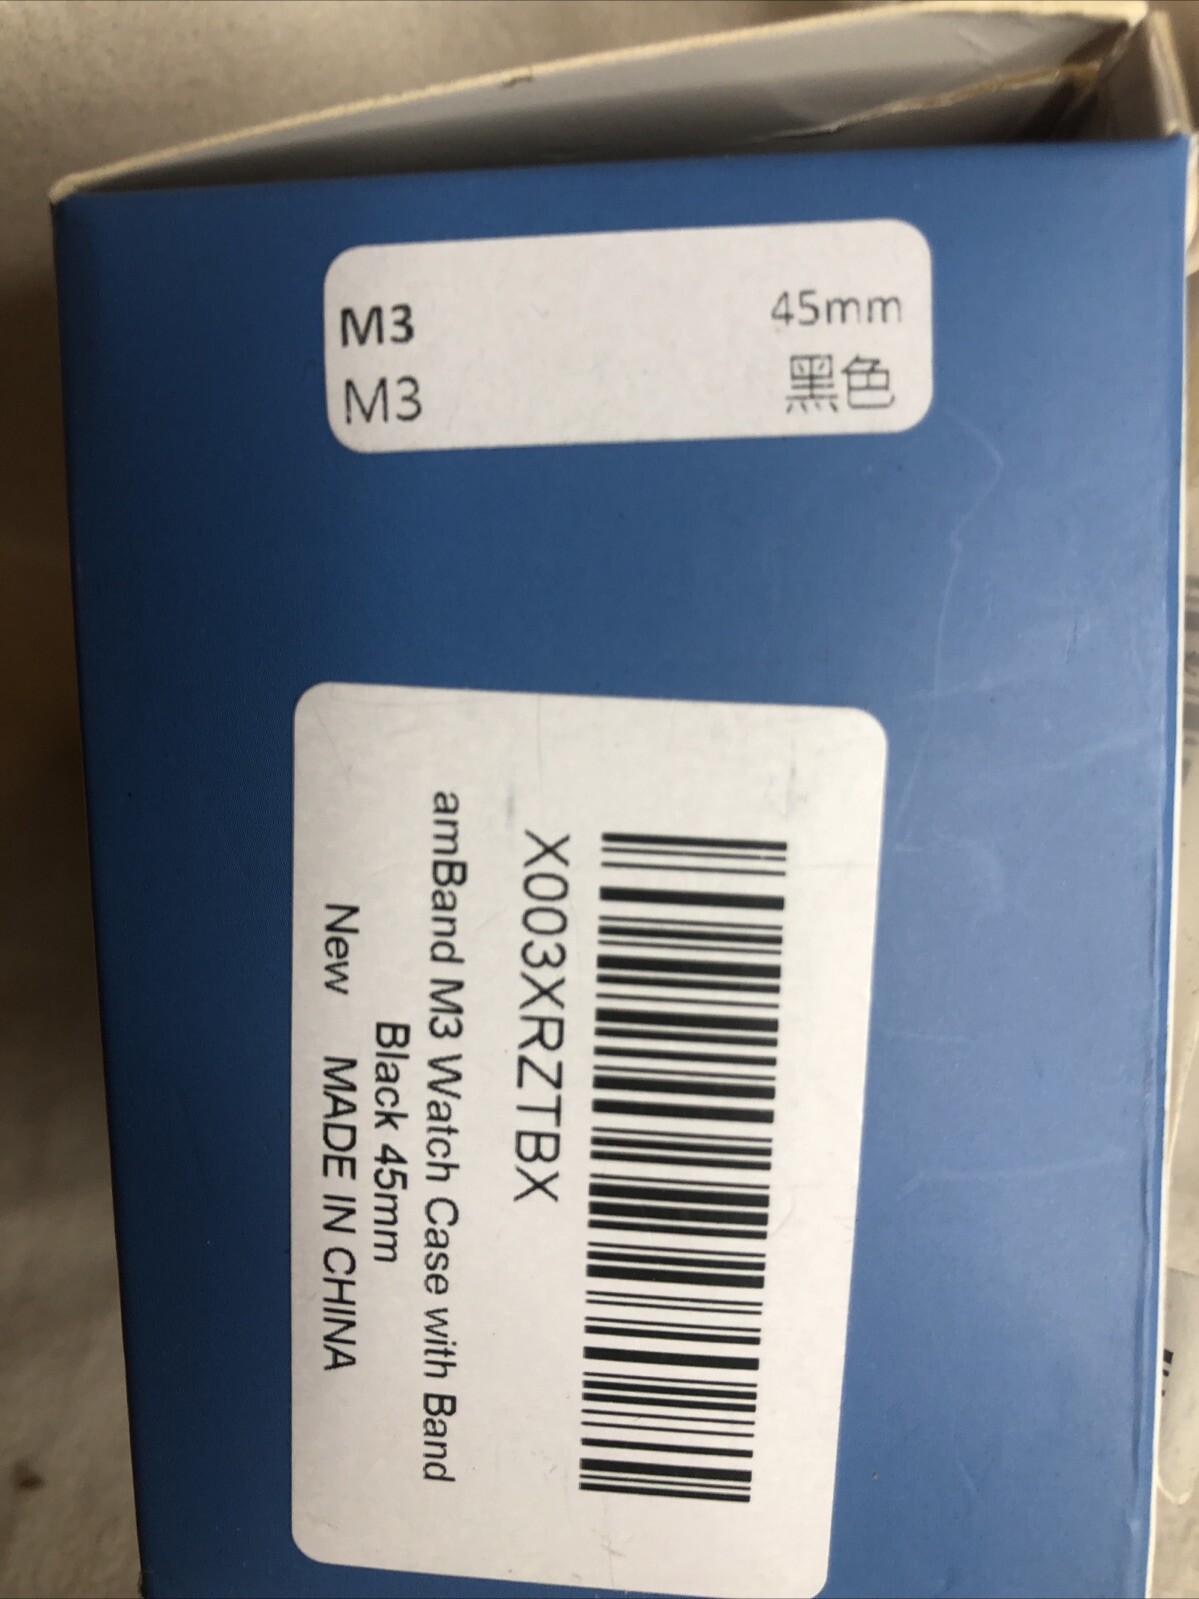 M3 45mm
M3 黑色
X003XRZTBX
amBand M3 Watch Case with Band
Black 45mm
New MADE IN CHINA